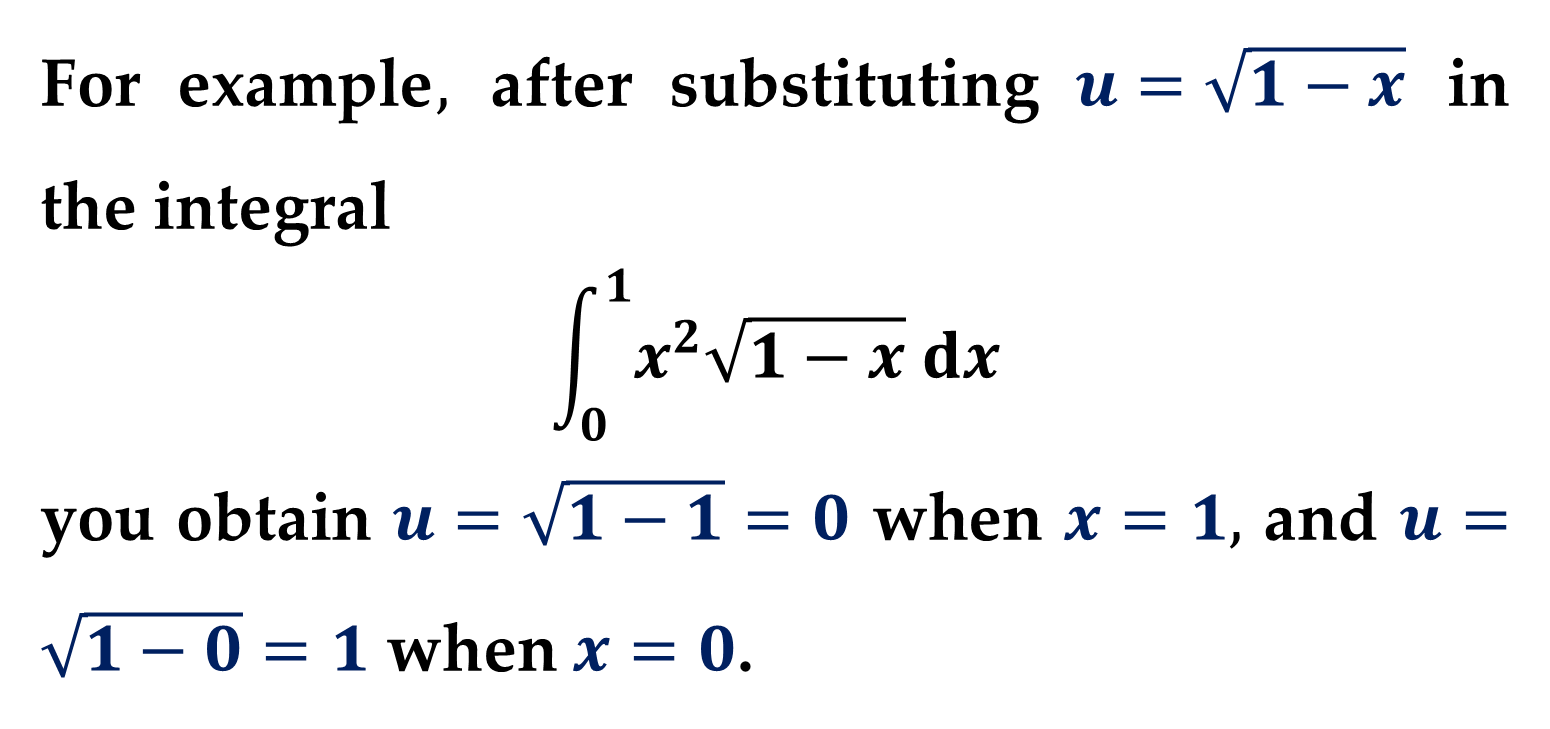 For example, after substituting u = √(1 − x) in
the integral
∫₀¹ x²√(1 − x) dx
you obtain u = √(1 − 1) = 0 when x = 1, and u =
√(1 − 0) = 1 when x = 0.